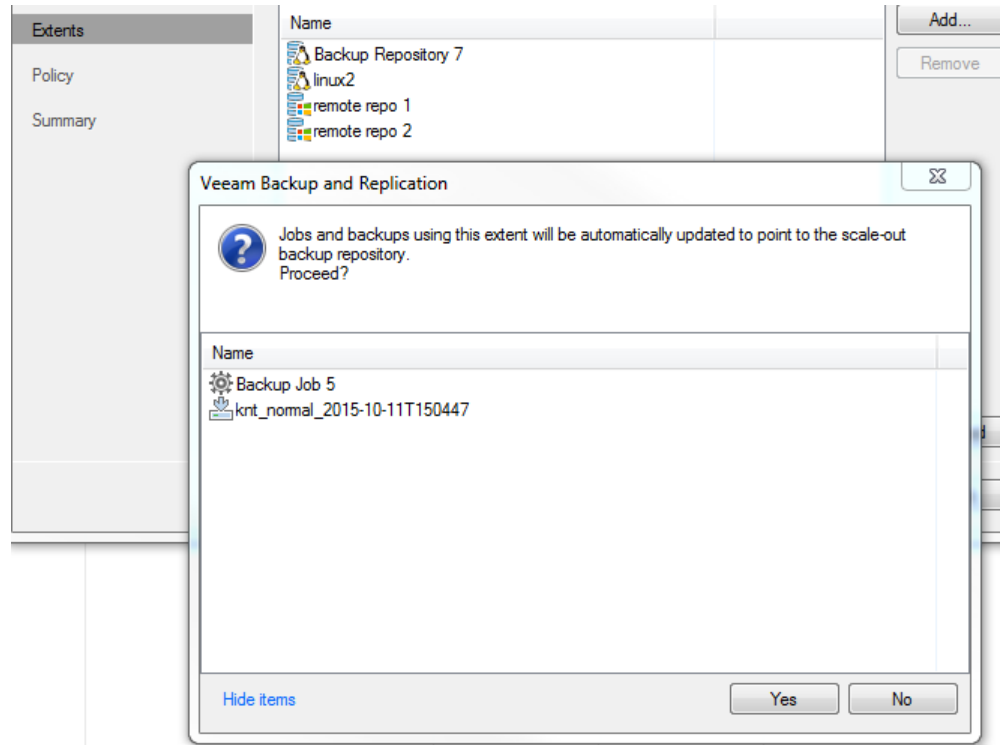 Extents
Policy
Summary
Name
Backup Repository 7
linux2
remote repo 1
remote repo 2
Add...
Remove
Veeam Backup and Replication
Jobs and backups using this extent will be automatically updated to point to the scale-out
backup repository.
Proceed?
Name
Backup Job 5
knt_normal_2015-10-11T150447
Hide items
Yes
No